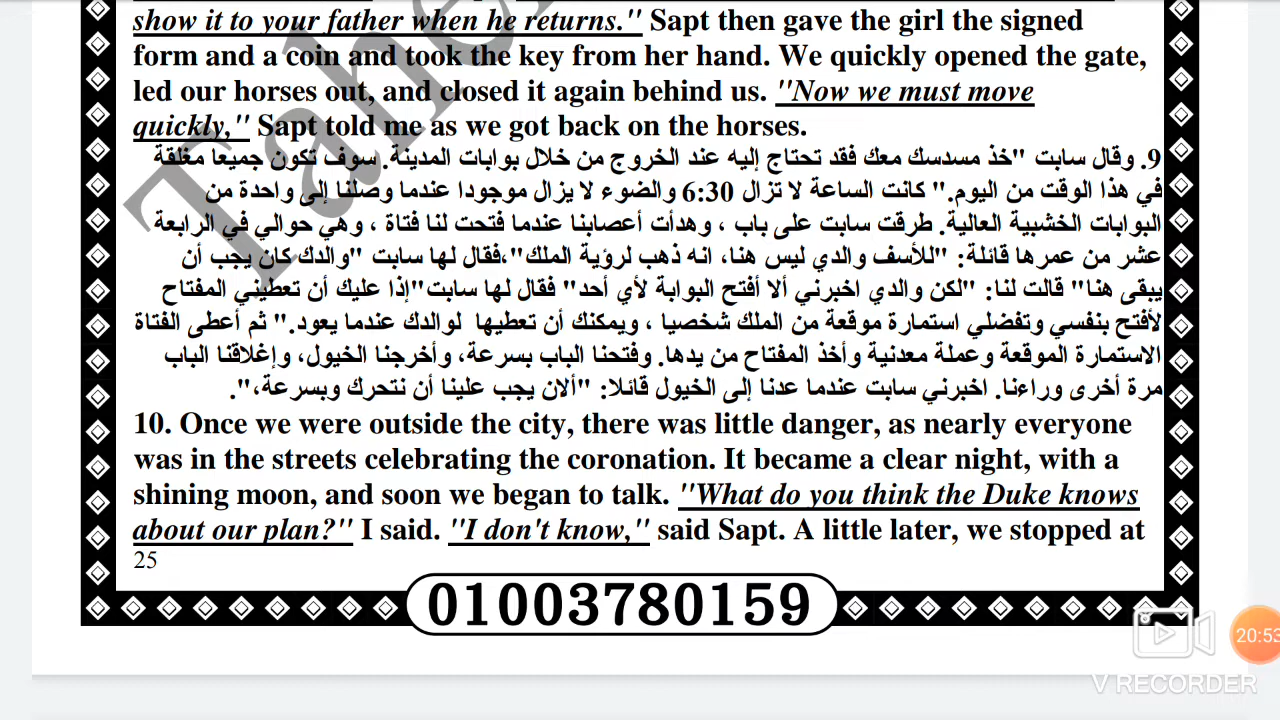 show it to your father when he returns." Sapt then gave the girl the signed
form and a coin and took the key from her hand. We quickly opened the gate,
led our horses out, and closed it again behind us. "Now we must move
quickly," Sapt told me as we got back on the horses.
9. وقال سابت "خذ مسدسك معك فقد تحتاج إليه عند الخروج من خلال بوابات المدينة. سوف تكون جميعا مغلقة
في هذا الوقت من اليوم." كانت الساعة لا تزال 6:30 والضوء لا يزال موجودا عندما وصلنا إلى واحدة من
البوابات الخشبية العالية. طرقت سابت على باب ، وهدأت أعصابنا عندما فتحت لنا فتاة ، وهي حوالي في الرابعة
عشر من عمرها قائلة: "للأسف والدي ليس هنا، انه ذهب لرؤية الملك"،فقال لها سابت "والدك كان يجب أن
يبقى هنا" قالت لنا: "لكن والدي اخبرني ألا أفتح البوابة لأي أحد" فقال لها سابت"إذا عليك أن تعطيني المفتاح
لأفتح بنفسي وتفضلي استمارة موقعة من الملك شخصيا ، ويمكنك أن تعطيها لوالدك عندما يعود." ثم أعطى الفتاة
الاستمارة الموقعة وعملة معدنية وأخذ المفتاح من يدها. وفتحنا الباب بسرعة، وأخرجنا الخيول، وإغلاقنا الباب
مرة أخرى وراءنا. اخبرني سابت عندما عدنا إلى الخيول قائلا: "ألان يجب علينا أن نتحرك وبسرعة،".
10. Once we were outside the city, there was little danger, as nearly everyone
was in the streets celebrating the coronation. It became a clear night, with a
shining moon, and soon we began to talk. "What do you think the Duke knows
about our plan?" I said. "I don't know," said Sapt. A little later, we stopped at
25
01003780159
20:53
V RECORDER